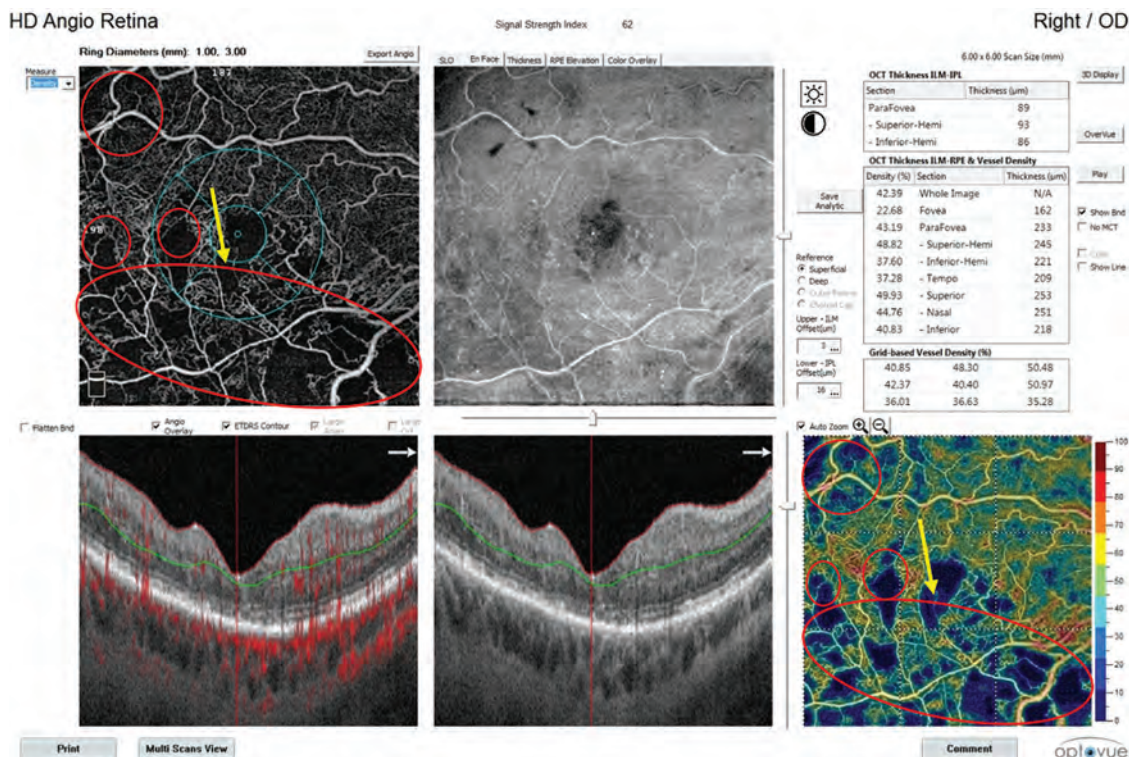 HD Angio Retina
Signal Strength Index 62
Right / OD
Ring Diameters (mm): 1.00, 3.00
Export Angio
Measure
Density
187
198
SLO En Face Thickness RPE Elevation Color Overlay
6.00 x 6.00 Scan Size (mm)
3D Display
OverVue
Play
Show Bnd
No MCT
Show Line
OCT Thickness ILM-IPL
Section Thickness (µm)
ParaFovea 89
- Superior-Hemi 93
- Inferior-Hemi 86
OCT Thickness ILM-RPE & Vessel Density
Density (%) Section Thickness (µm)
42.39 Whole Image N/A
22.68 Fovea 162
43.19 ParaFovea 233
48.82 - Superior-Hemi 245
37.60 - Inferior-Hemi 221
37.28 - Tempo 209
49.93 - Superior 253
44.76 - Nasal 251
40.83 - Inferior 218
Grid-based Vessel Density (%)
40.85 48.30 50.48
42.37 40.40 50.97
36.01 36.63 35.28
Save
Analytic
Reference
Superficial
Deep
Upper - ILM
Offset(um)
3 ...
Lower - IPL
Offset(um)
16 ...
Flatten Bnd
Angio
Overlay
ETDRS Contour
Auto Zoom
100
90
80
70
60
50
40
30
20
10
0
Print
Multi Scans View
Comment
optovue